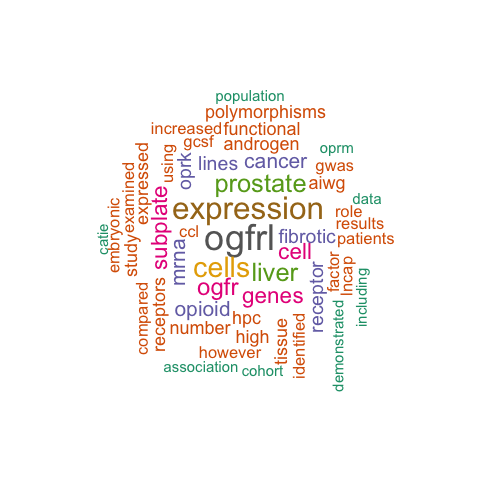 population
polymorphisms
increased functional
gcsf androgen
oprm
using
oprk
lines cancer
gwas
prostate aiwg
data
expressed
examined
embryonic
study
catie
subplate
expression
role
results
ccl
ogfrl
fibrotic patients
mrna
cell
cells liver
factor
lncap
including
ogfr
genes
receptor
receptors
compared
opioid
number hpc
high
demonstrated
however
tissue
identified
association
cohort